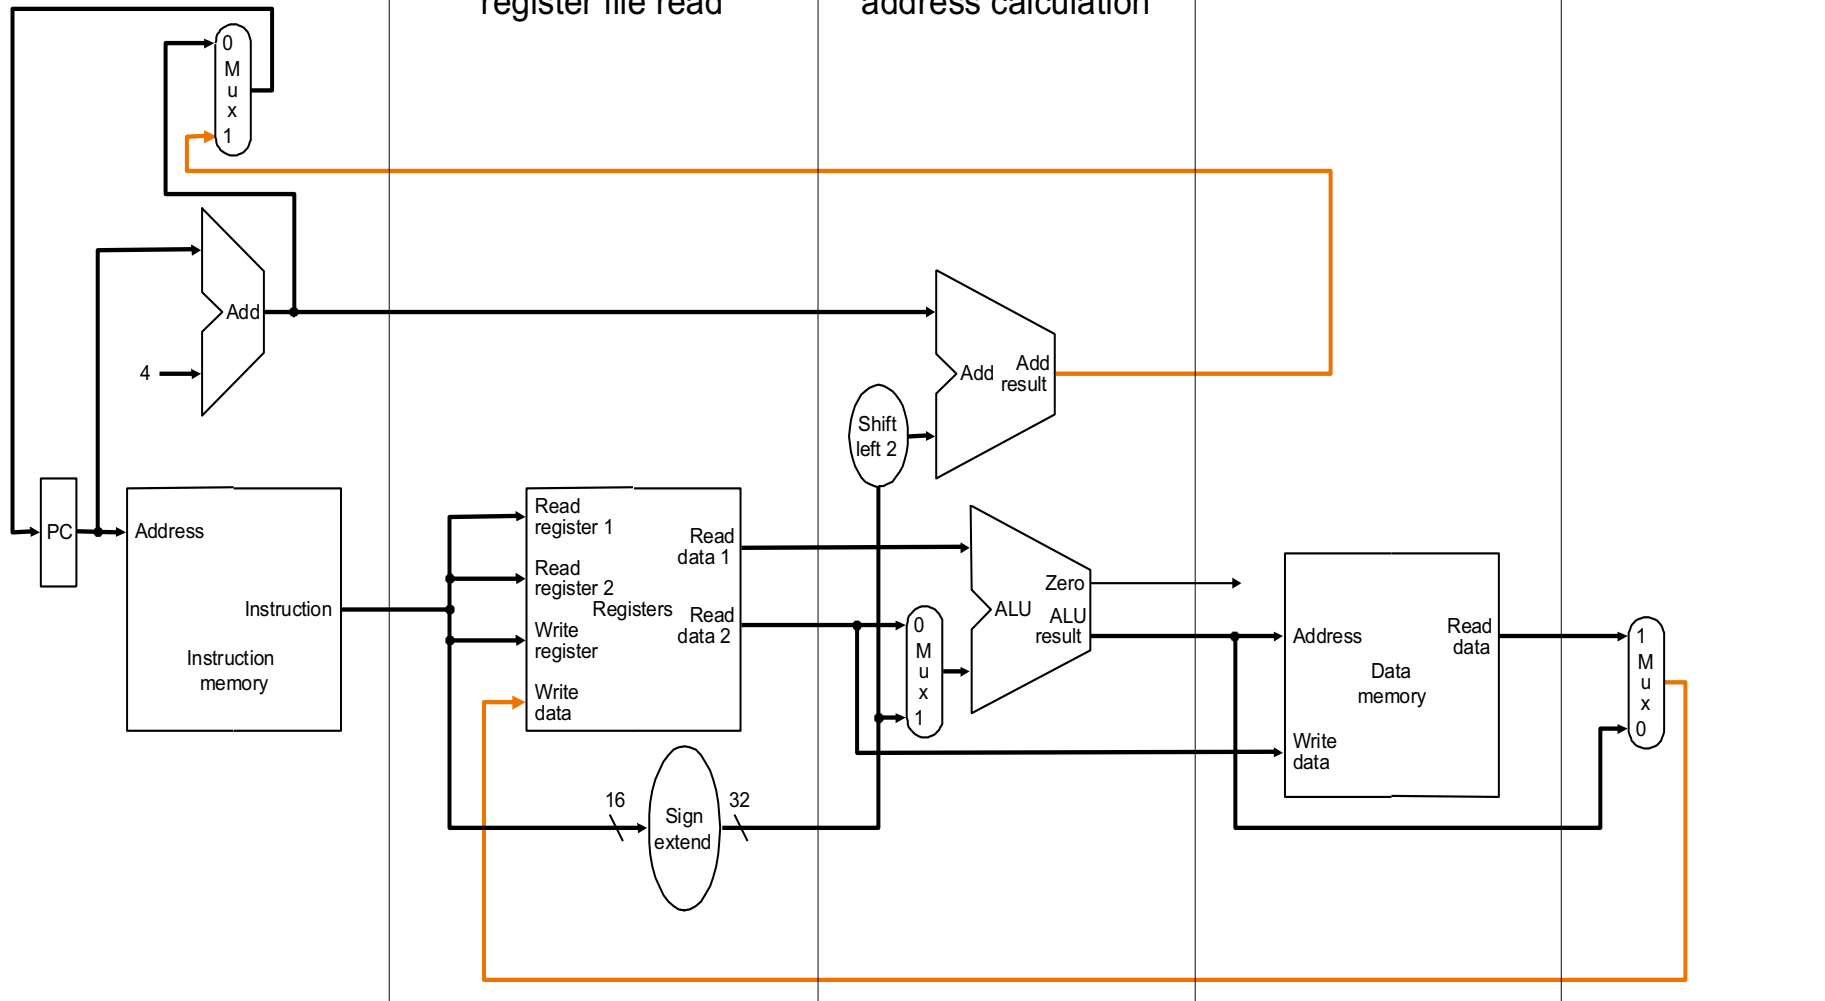 register file read
address calculation
0
M
u
x
1
Add
4
Add
Add
result
Shift
left 2
PC
Address
Instruction
Instruction
memory
Read
register 1
Read
register 2
Write
register
Write
data
Registers
Read
data 1
Read
data 2
0
M
u
x
1
Zero
ALU
ALU
result
Address
Read
data
Data
memory
Write
data
1
M
u
x
0
16
Sign
extend
32